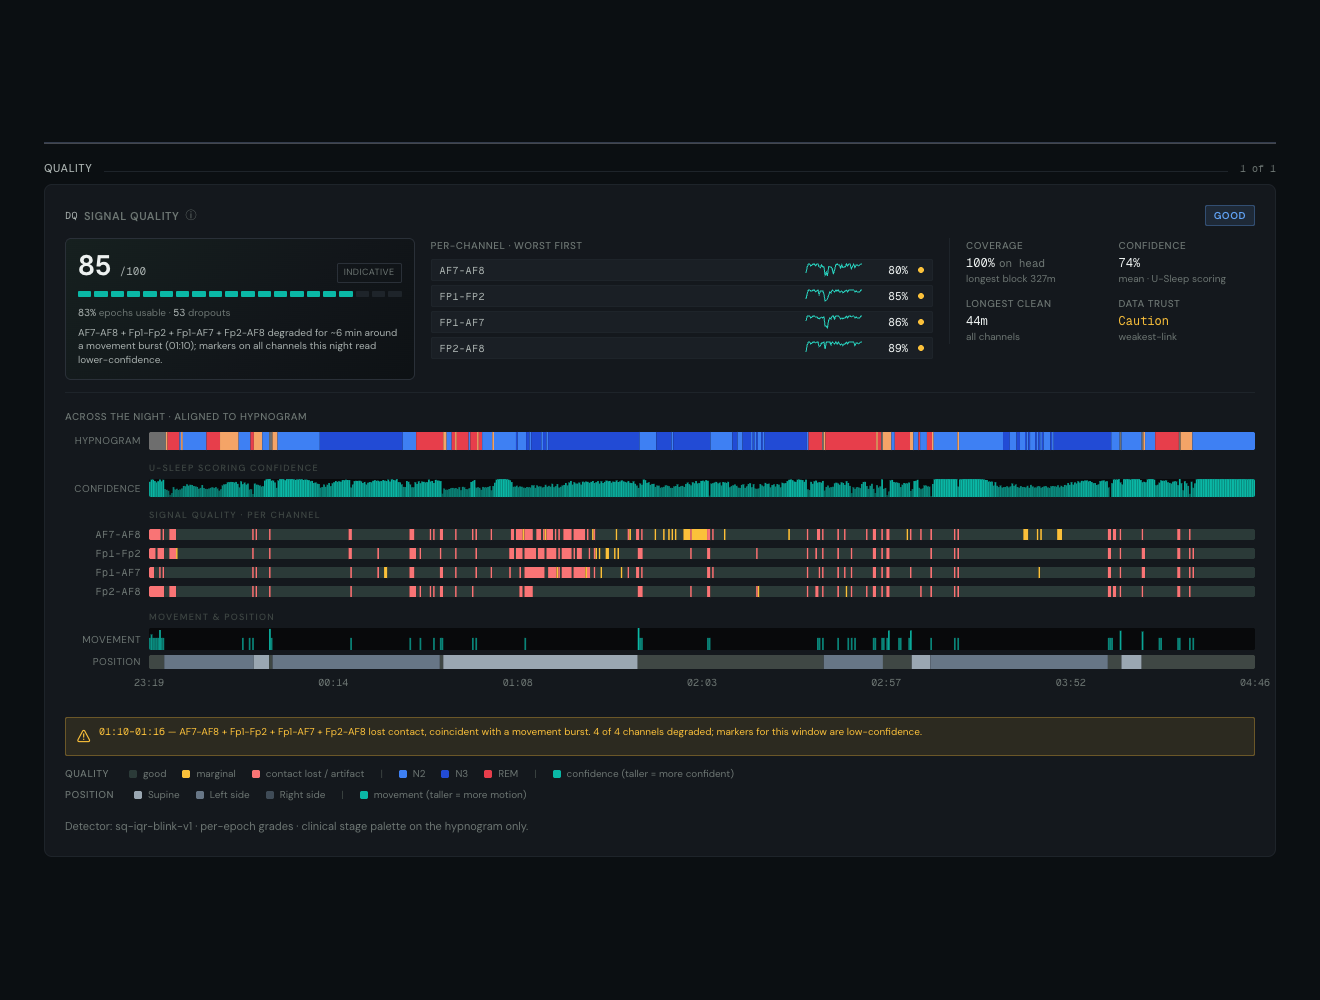 QUALITY
1 of 1
DQ SIGNAL QUALITY ⓘ
GOOD
85 /100
INDICATIVE
83% epochs usable · 53 dropouts
AF7-AF8 + Fp1-Fp2 + Fp1-AF7 + Fp2-AF8 degraded for ~6 min around
a movement burst (01:10); markers on all channels this night read
lower-confidence.
PER-CHANNEL · WORST FIRST
AF7-AF8 80%
FP1-FP2 85%
FP1-AF7 86%
FP2-AF8 89%
COVERAGE
100% on head
longest block 327m
CONFIDENCE
74%
mean · U-Sleep scoring
LONGEST CLEAN
44m
all channels
DATA TRUST
Caution
weakest-link
ACROSS THE NIGHT · ALIGNED TO HYPNOGRAM
HYPNOGRAM
U-SLEEP SCORING CONFIDENCE
CONFIDENCE
SIGNAL QUALITY · PER CHANNEL
AF7-AF8
Fp1-Fp2
Fp1-AF7
Fp2-AF8
MOVEMENT & POSITION
MOVEMENT
POSITION
23:19 00:14 01:08 02:03 02:57 03:52 04:46
01:10-01:16 — AF7-AF8 + Fp1-Fp2 + Fp1-AF7 + Fp2-AF8 lost contact, coincident with a movement burst. 4 of 4 channels degraded; markers for this window are low-confidence.
QUALITY good marginal contact lost / artifact | N2 N3 REM | confidence (taller = more confident)
POSITION Supine Left side Right side | movement (taller = more motion)
Detector: sq-iqr-blink-v1 · per-epoch grades · clinical stage palette on the hypnogram only.